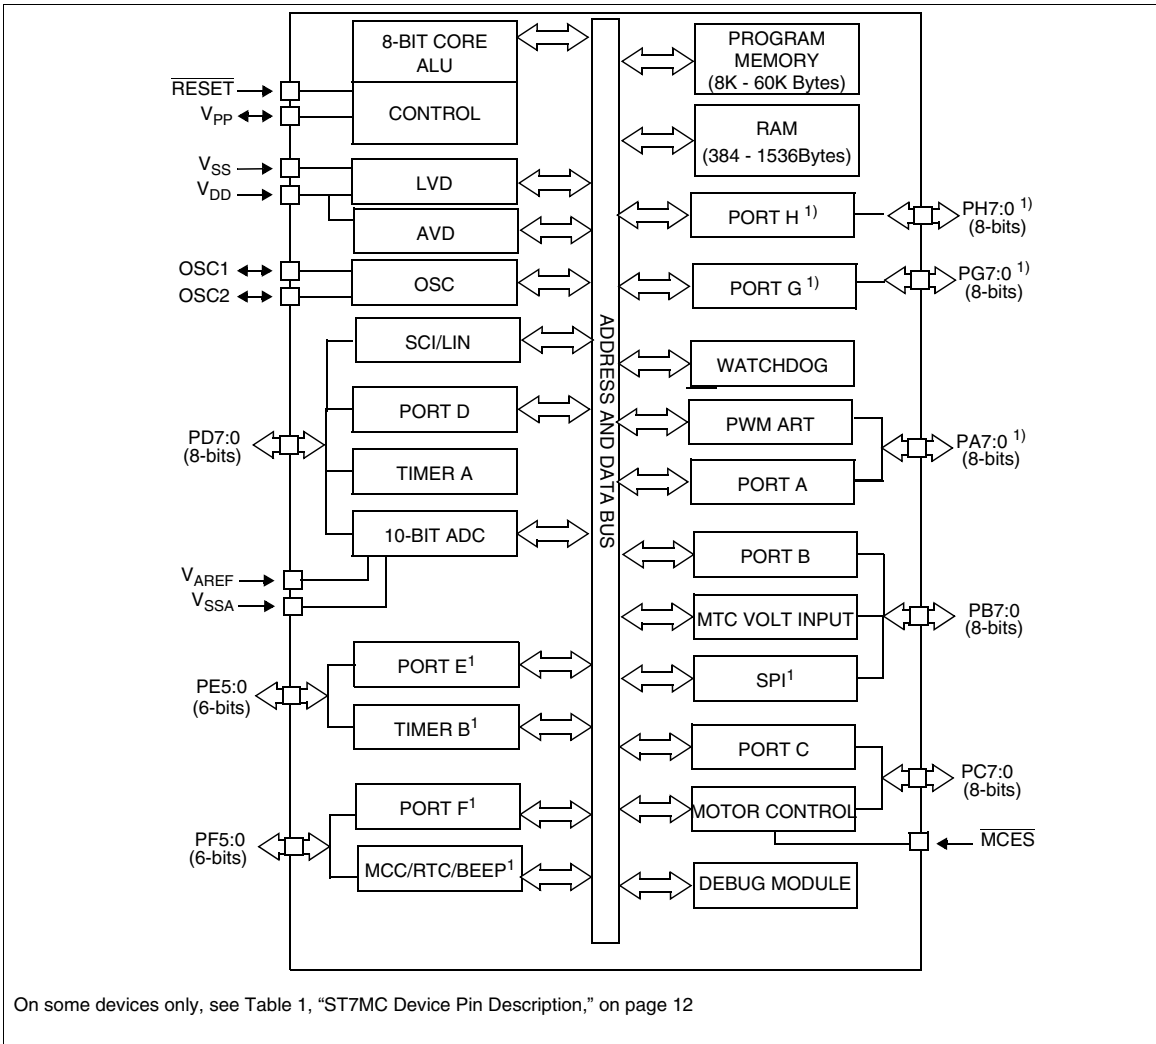 8-BIT CORE
ALU
CONTROL
RESET
VPP
VSS
VDD
LVD
AVD
OSC1
OSC2
OSC
SCI/LIN
PORT D
PD7:0
(8-bits)
TIMER A
10-BIT ADC
VAREF
VSSA
PORT E1
PE5:0
(6-bits)
TIMER B1
PORT F1
PF5:0
(6-bits)
MCC/RTC/BEEP1
ADDRESS AND DATA BUS
PROGRAM
MEMORY
(8K - 60K Bytes)
RAM
(384 - 1536Bytes)
PORT H 1)
PH7:0 1)
(8-bits)
PORT G 1)
PG7:0 1)
(8-bits)
WATCHDOG
PWM ART
PA7:0 1)
(8-bits)
PORT A
PORT B
MTC VOLT INPUT
PB7:0
(8-bits)
SPI1
PORT C
PC7:0
(8-bits)
MOTOR CONTROL
MCES
DEBUG MODULE
On some devices only, see Table 1, “ST7MC Device Pin Description,” on page 12